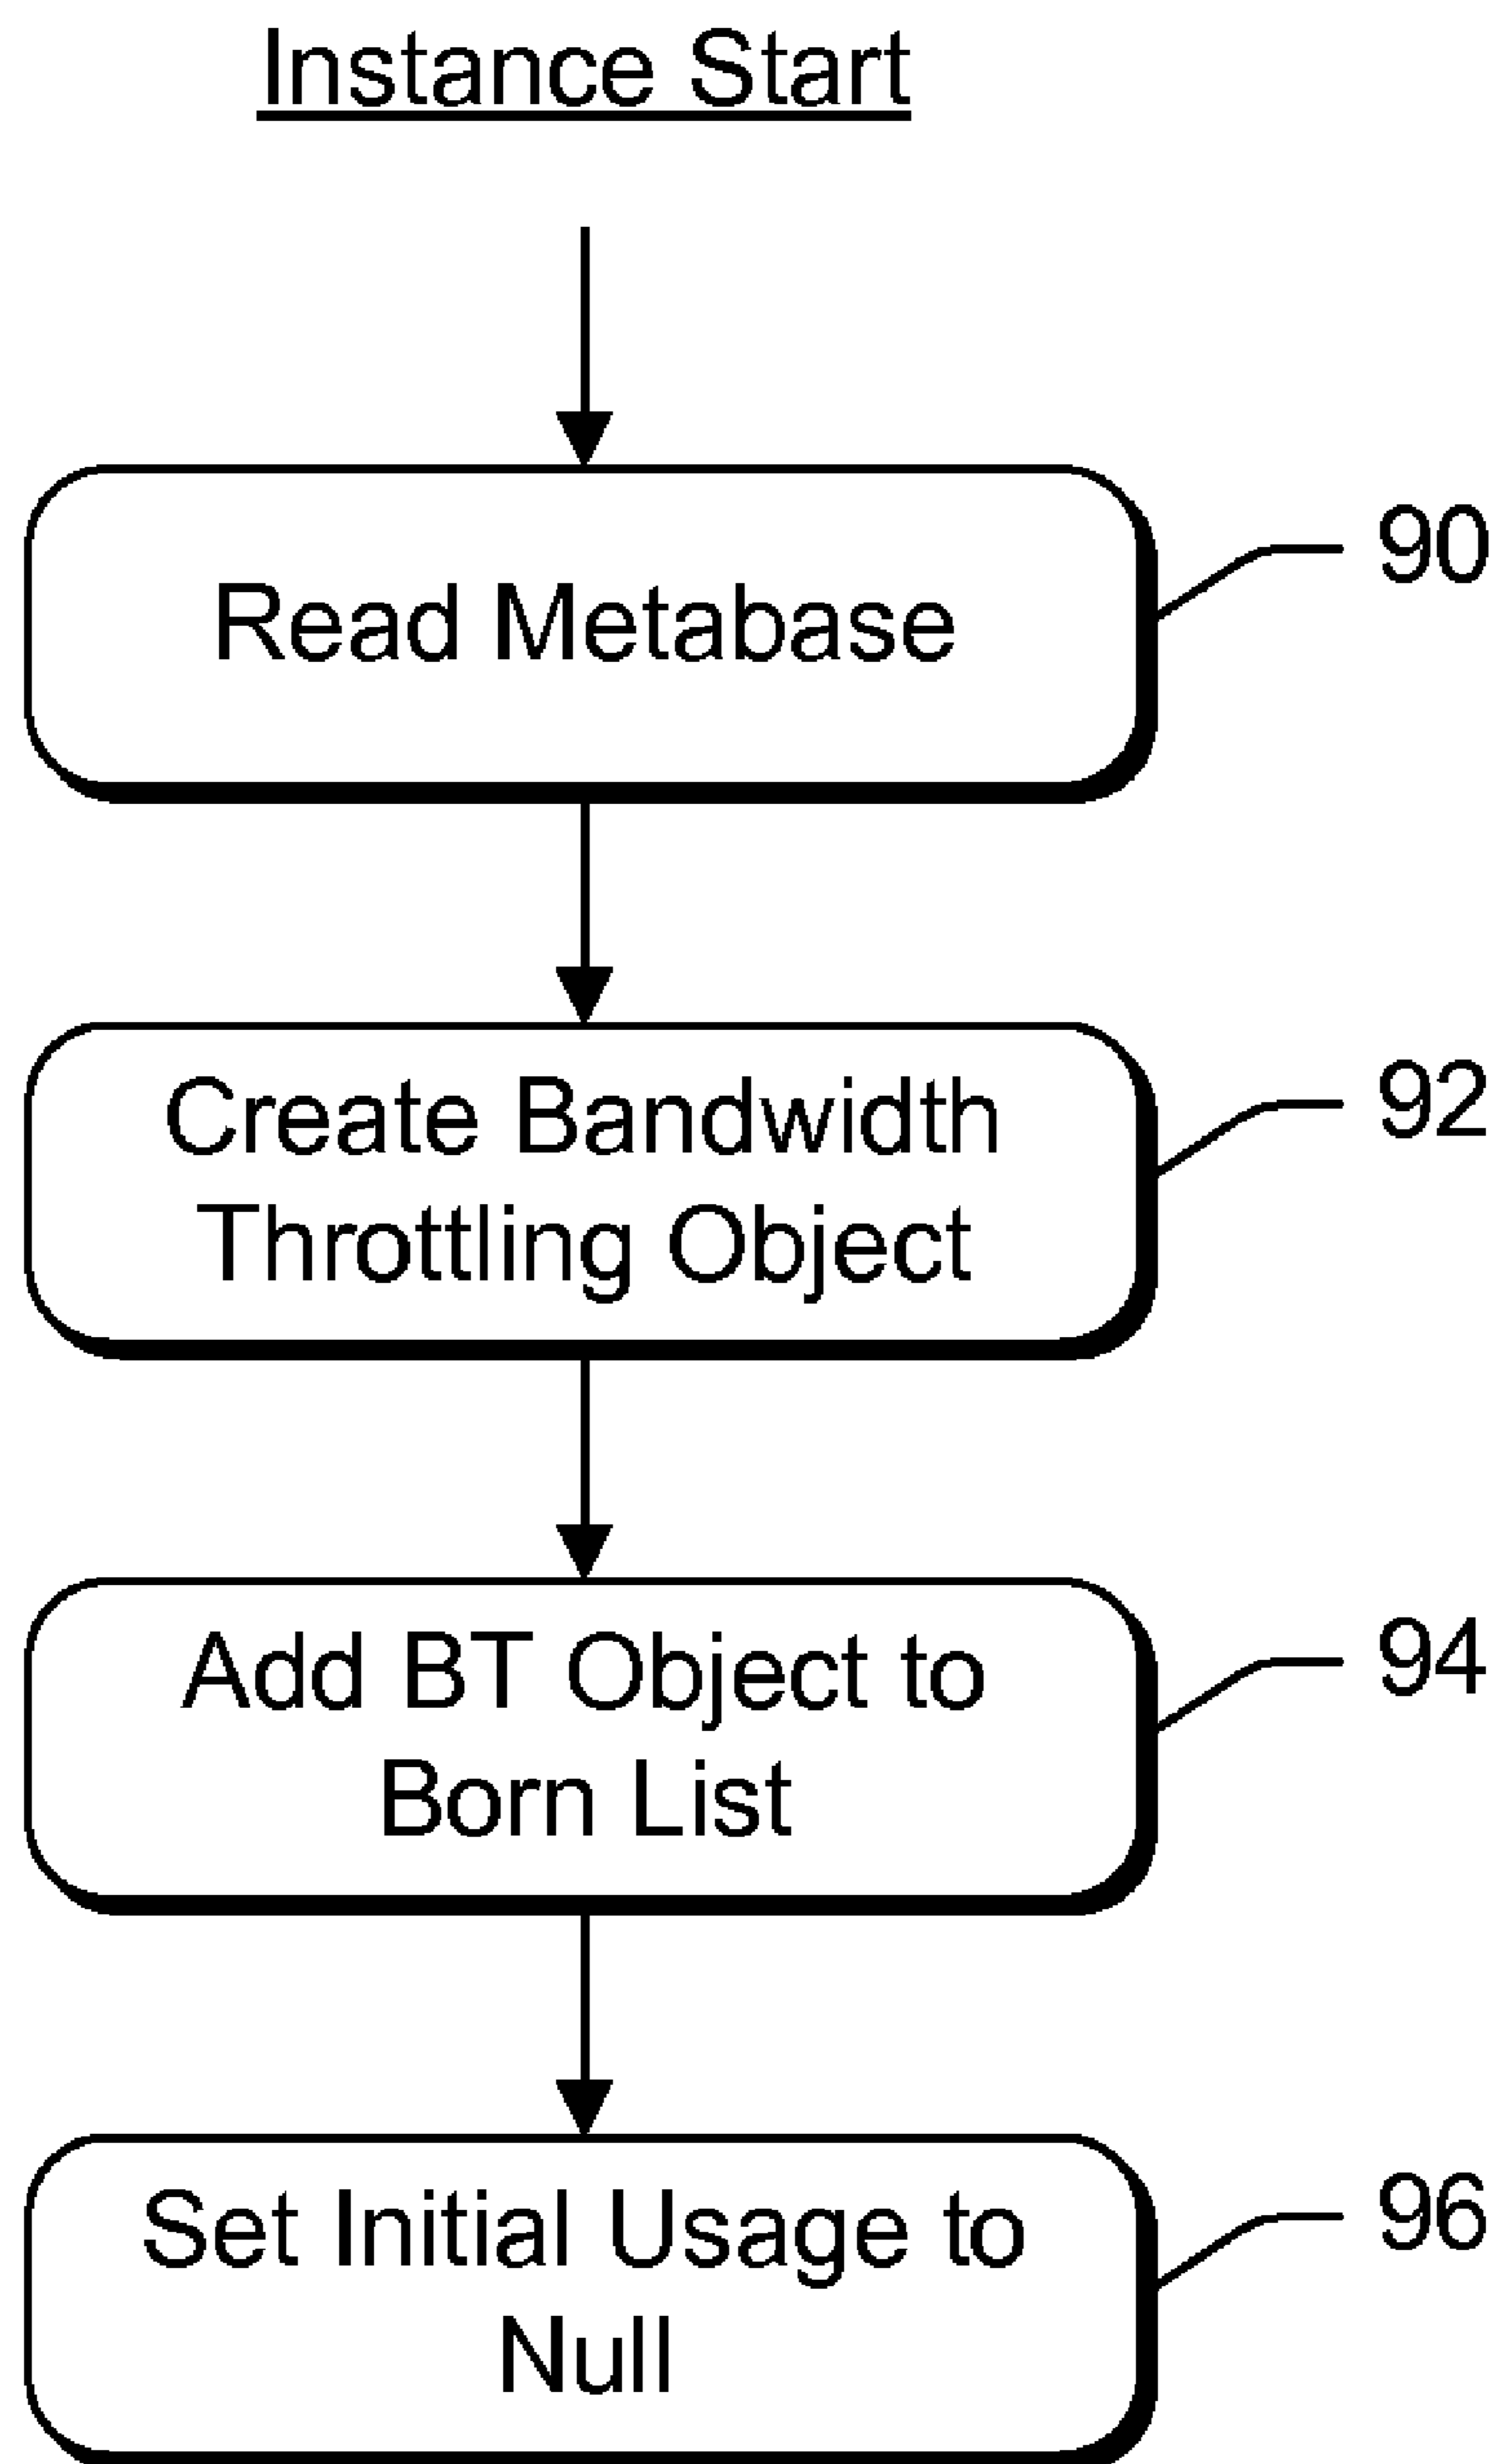 Instance Start
Read Metabase
90
Create Bandwidth
Throttling Object
92
Add BT Object to
Born List
94
Set Initial Usage to
Null
96